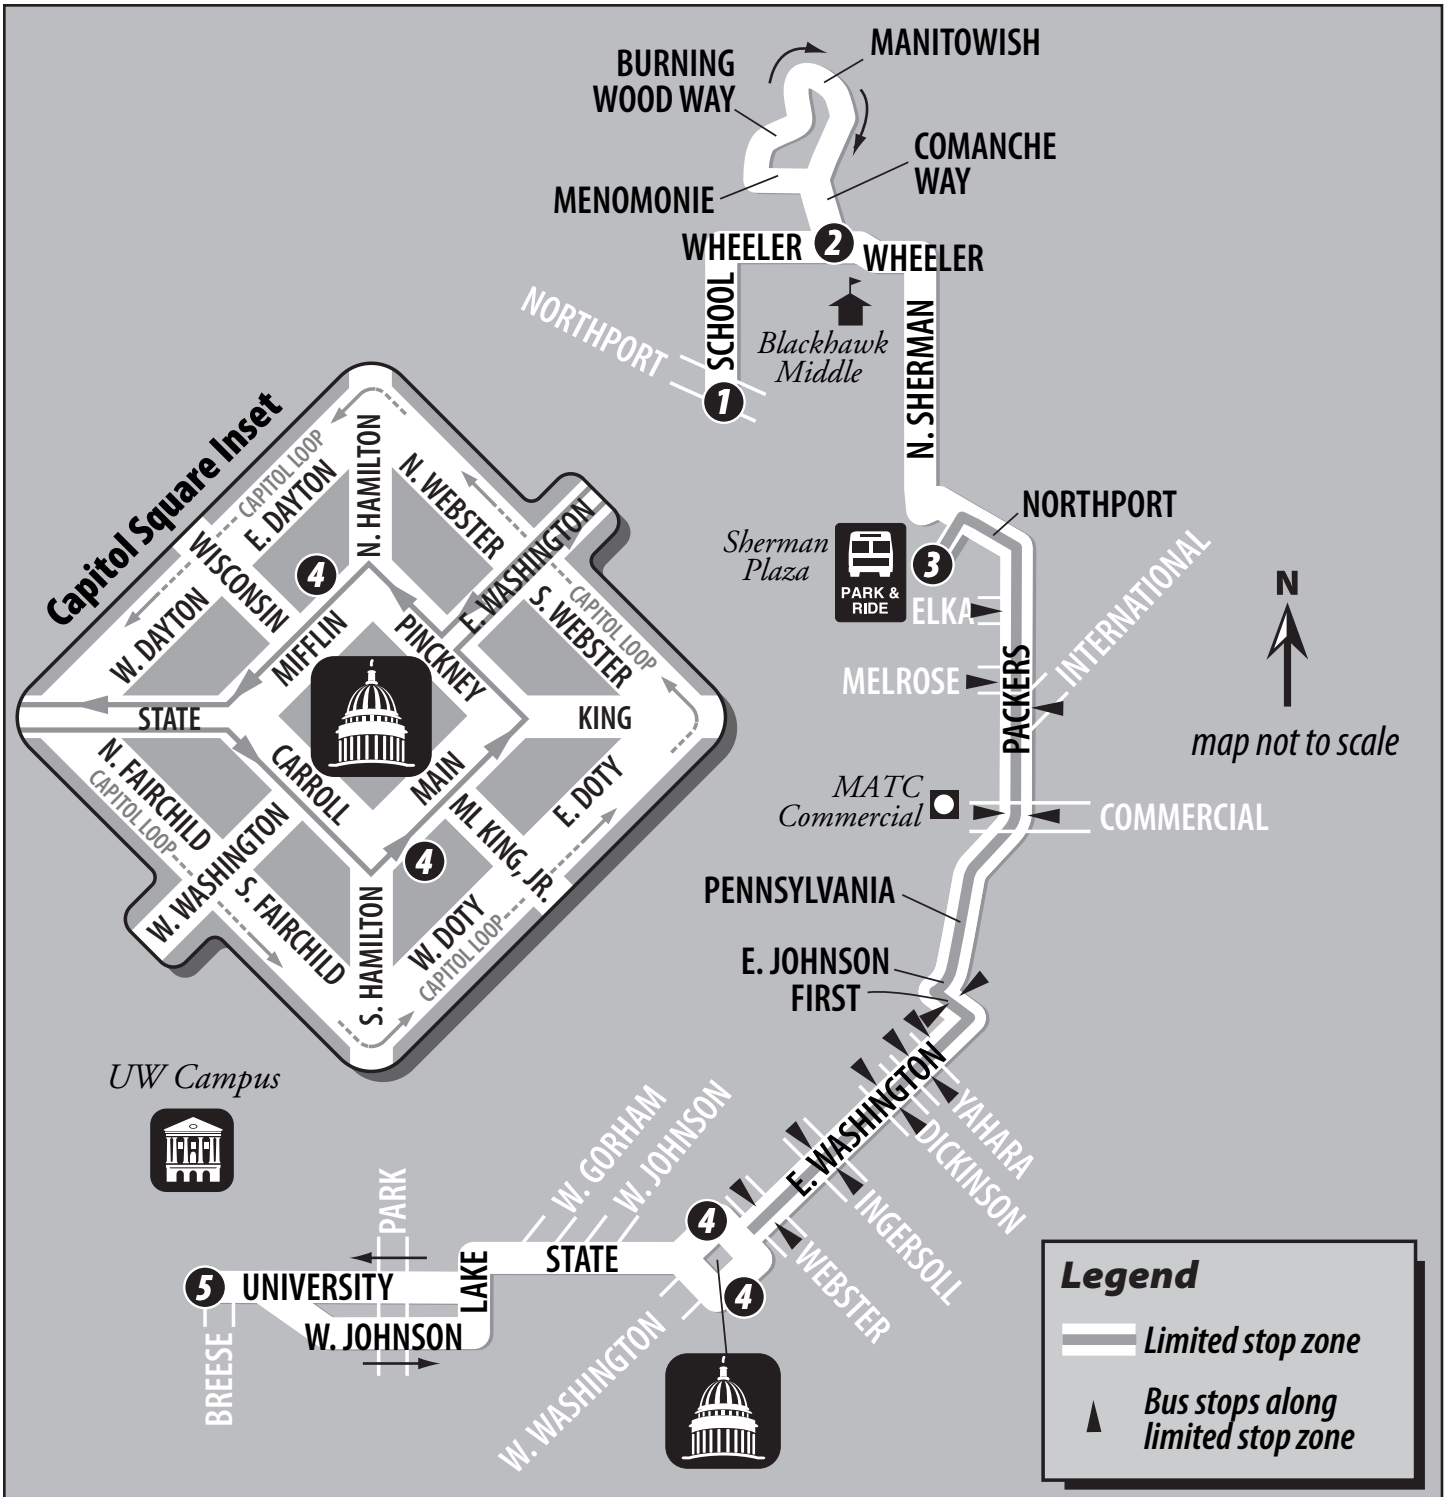 MANITOWISH
BURNING
WOOD WAY
COMANCHE
WAY
MENOMONIE
WHEELER
2
WHEELER
SCHOOL
NORTHPORT
1
Blackhawk
Middle
N. SHERMAN
Capitol Square Inset
CAPITOL LOOP
E. DAYTON
N. HAMILTON
N. WEBSTER
E. WASHINGTON
WISCONSIN
4
W. DAYTON
MIFFLIN
PINCKNEY
S. WEBSTER
CAPITOL LOOP
STATE
KING
CARROLL
MAIN
N. FAIRCHILD
CAPITOL LOOP
W. WASHINGTON
S. FAIRCHILD
4
ML KING, JR.
E. DOTY
S. HAMILTON
W. DOTY
CAPITOL LOOP
NORTHPORT
Sherman
Plaza
PARK &
RIDE
3
ELKA
INTERNATIONAL
MELROSE
PACKERS
N
map not to scale
MATC
Commercial
COMMERCIAL
PENNSYLVANIA
E. JOHNSON
FIRST
UW Campus
E. WASHINGTON
YAHARA
DICKINSON
INGERSOLL
WEBSTER
W. GORHAM
W. JOHNSON
PARK
4
STATE
LAKE
5
UNIVERSITY
4
W. JOHNSON
BREESE
W. WASHINGTON
Legend
Limited stop zone
Bus stops along
limited stop zone